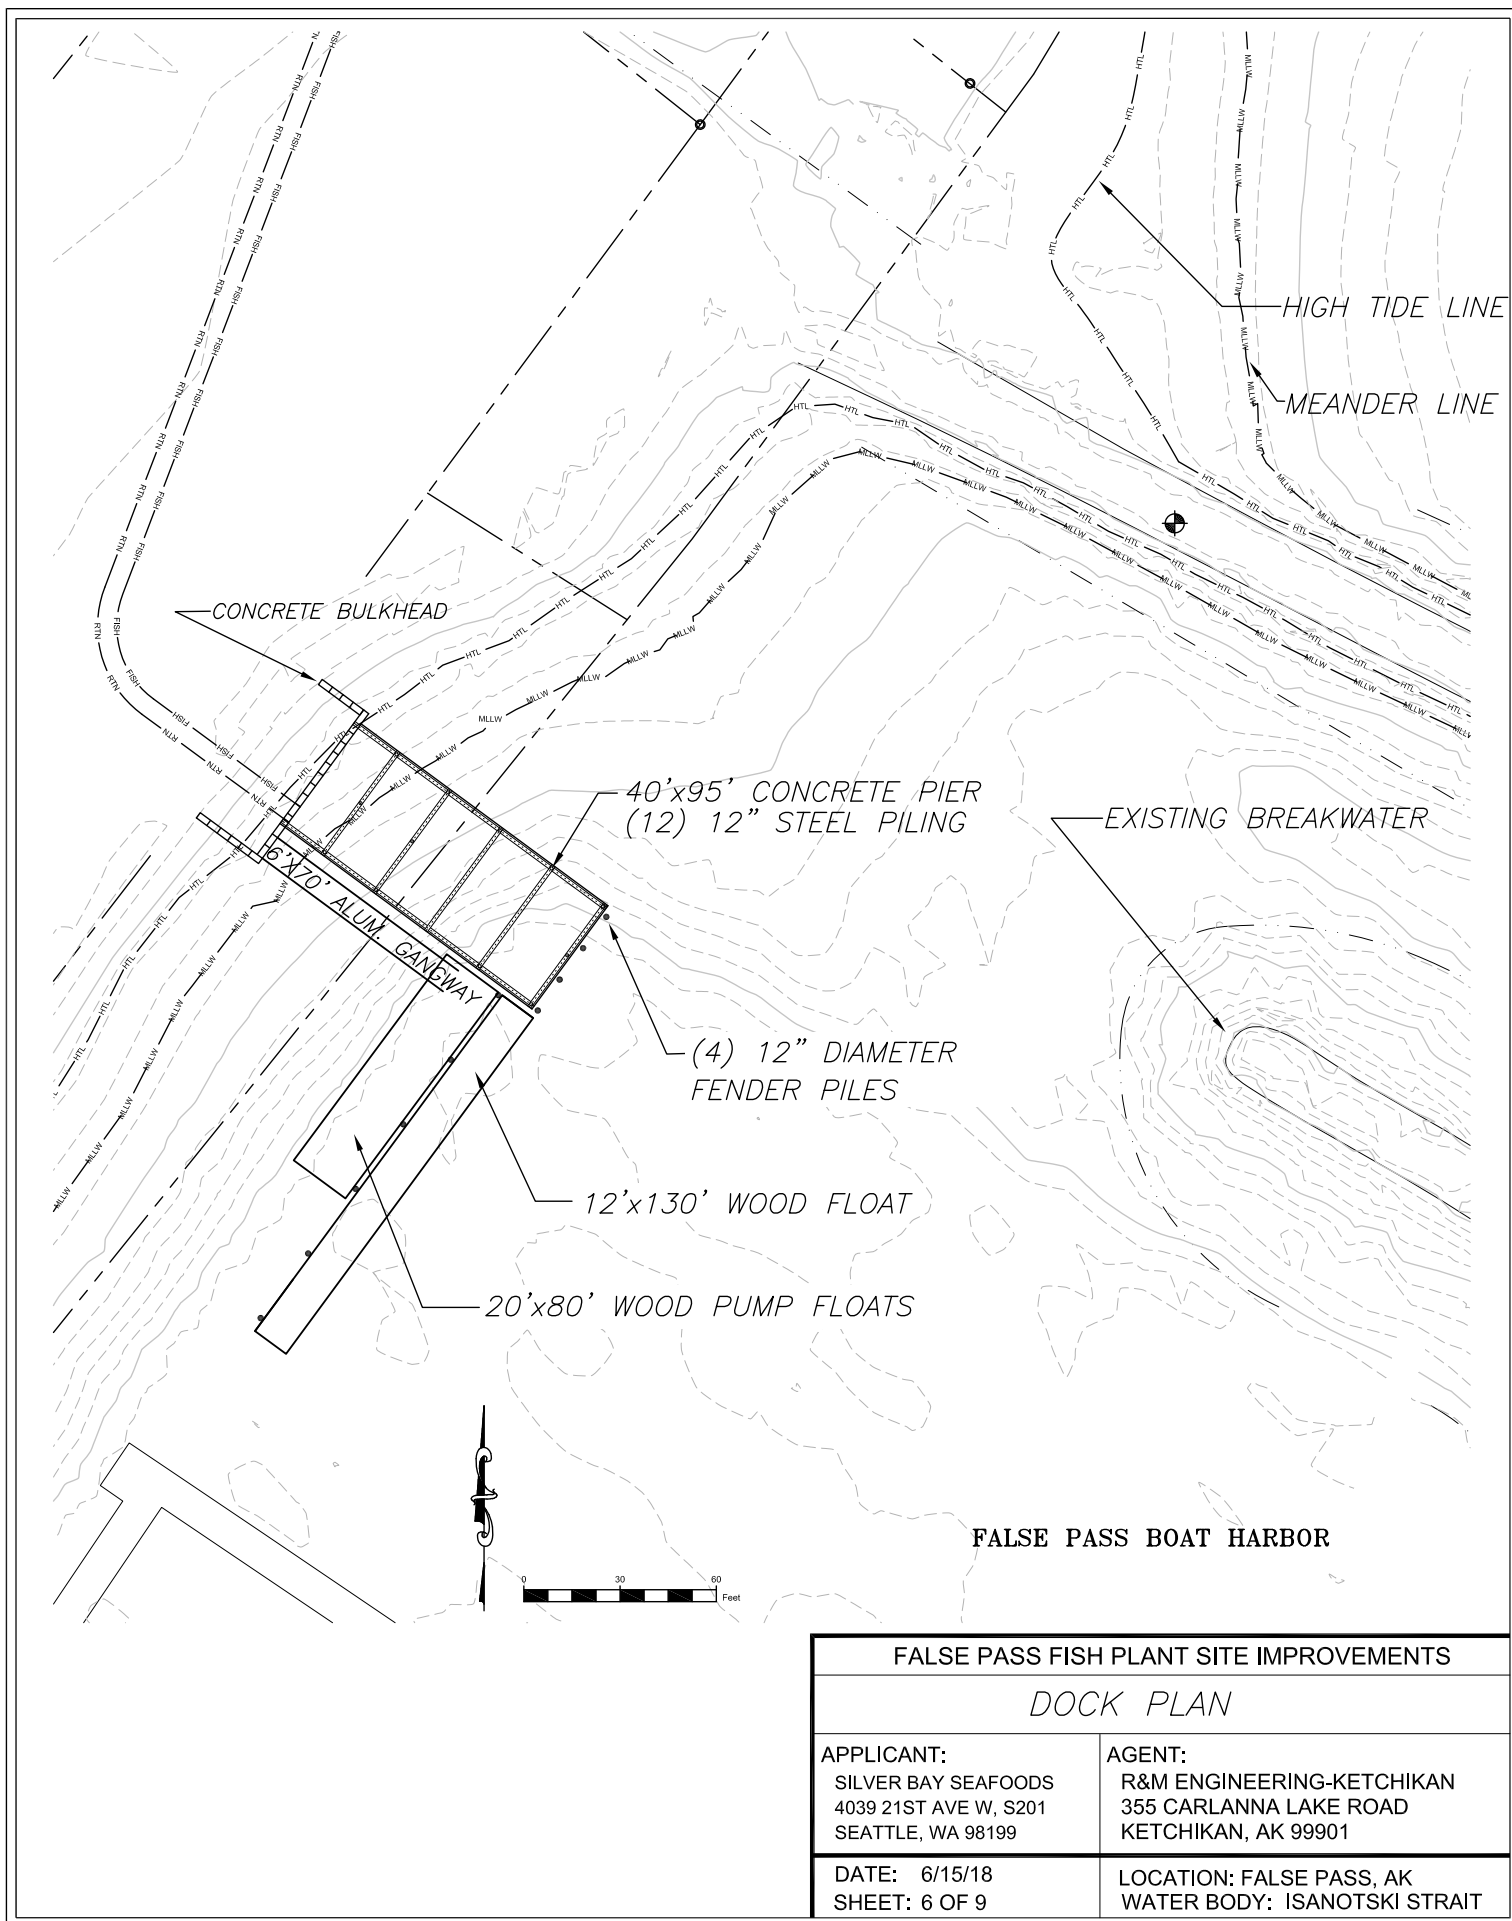 HIGH TIDE LINE
MEANDER LINE
CONCRETE BULKHEAD
40'x95' CONCRETE PIER
(12) 12" STEEL PILING
EXISTING BREAKWATER
6'X70' ALUM. GANGWAY
(4) 12" DIAMETER
FENDER PILES
12'x130' WOOD FLOAT
20'x80' WOOD PUMP FLOATS
FALSE PASS BOAT HARBOR
0 30 60
Feet
FALSE PASS FISH PLANT SITE IMPROVEMENTS
DOCK PLAN
APPLICANT:
SILVER BAY SEAFOODS
4039 21ST AVE W, S201
SEATTLE, WA 98199
AGENT:
R&M ENGINEERING-KETCHIKAN
355 CARLANNA LAKE ROAD
KETCHIKAN, AK 99901
DATE: 6/15/18
SHEET: 6 OF 9
LOCATION: FALSE PASS, AK
WATER BODY: ISANOTSKI STRAIT
RTN
FISH
HTL
MLLW